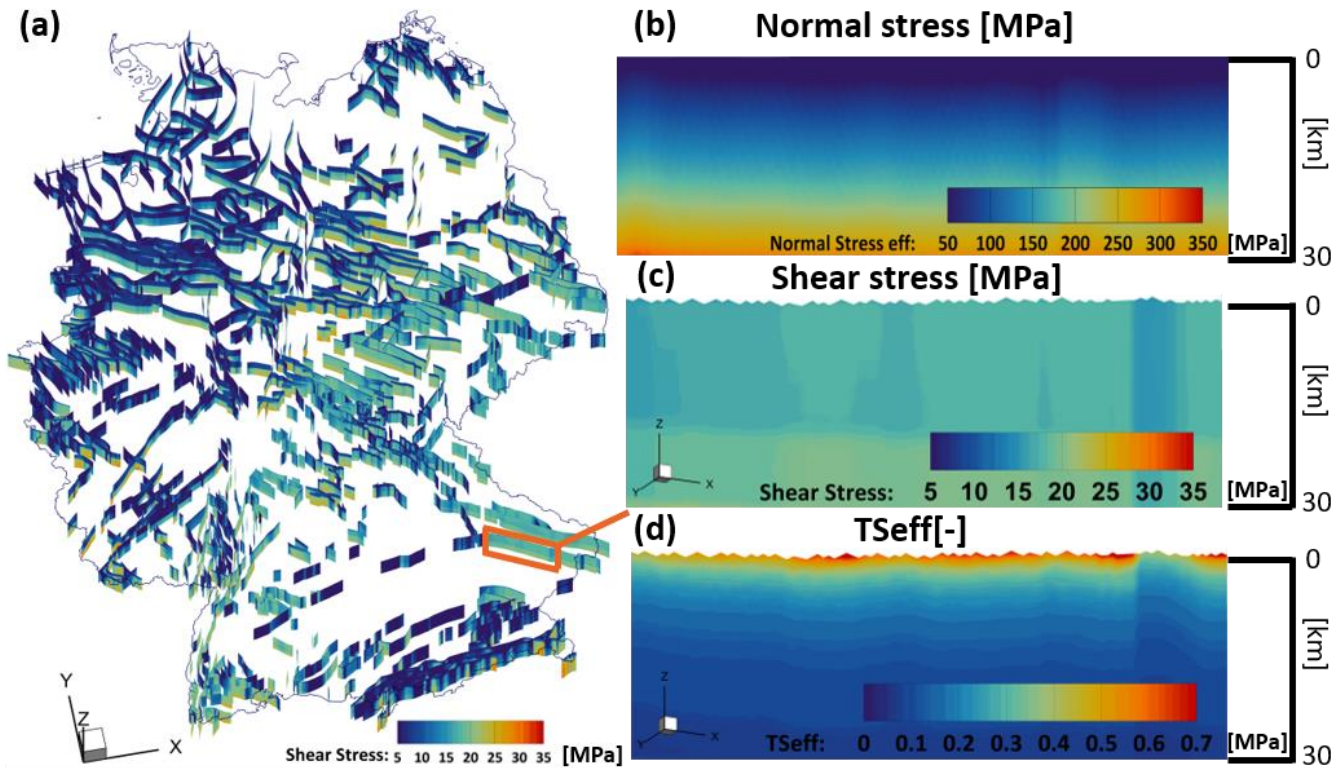 (a)
Y
Z
X
Shear Stress: 5 10 15 20 25 30 35 [MPa]
(b) Normal stress [MPa]
0
[km]
Normal Stress eff: 50 100 150 200 250 300 350 [MPa]
30
(c) Shear stress [MPa]
0
[km]
Z
Y
X
Shear Stress: 5 10 15 20 25 30 35 [MPa]
30
(d) TSeff[-]
0
[km]
Z
Y
X
TSeff: 0 0.1 0.2 0.3 0.4 0.5 0.6 0.7 [MPa]
30